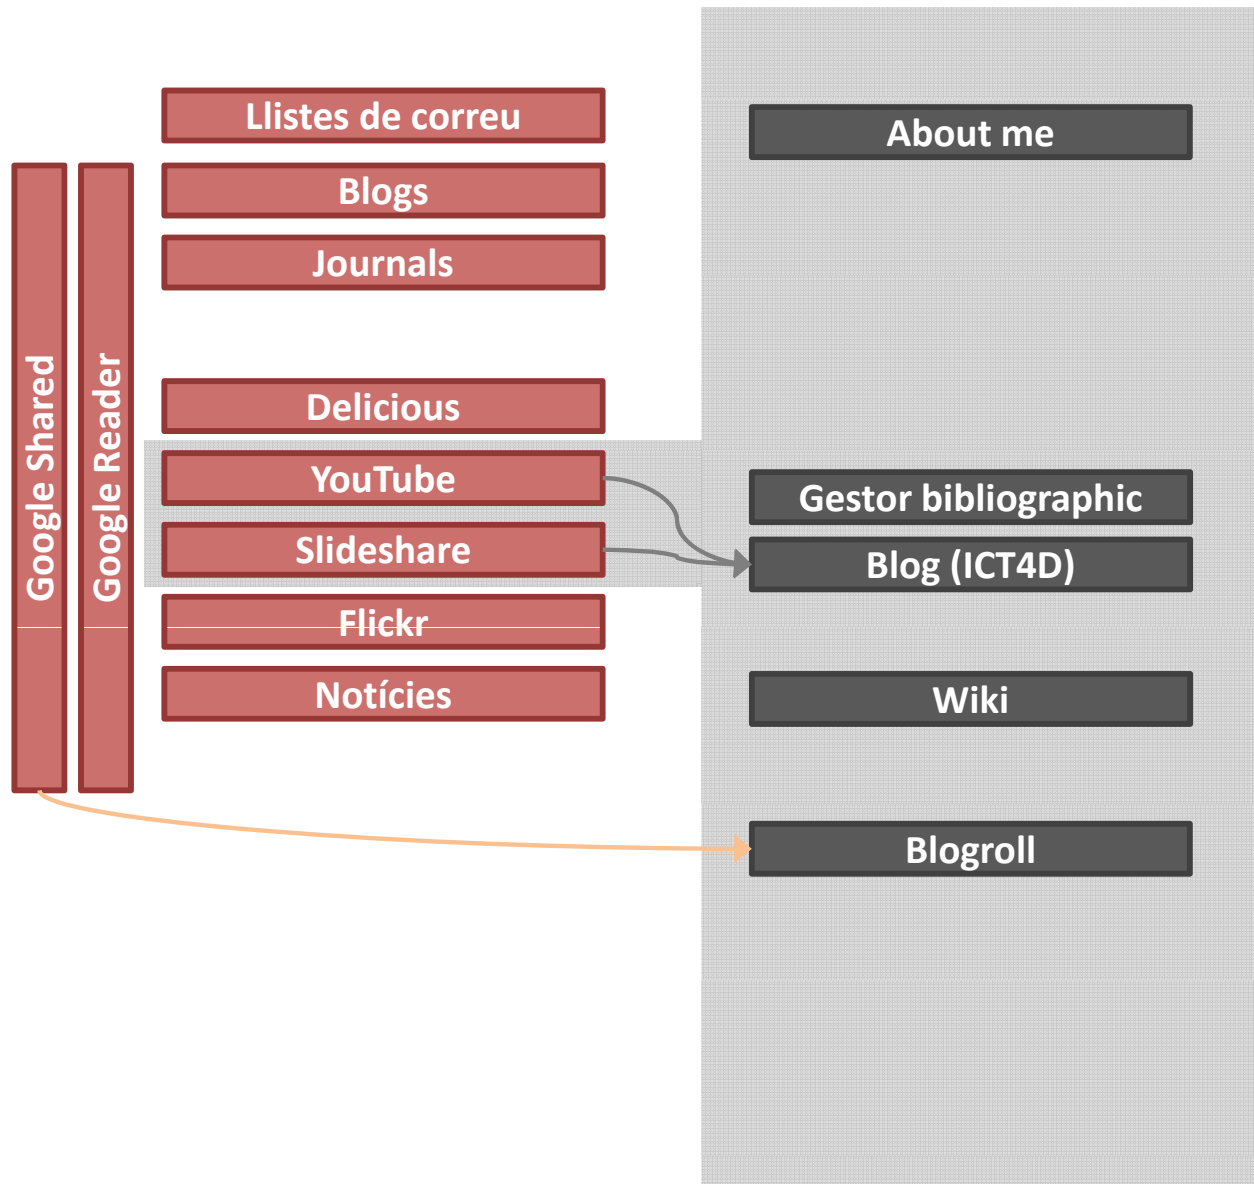 Llistes de correu
About me
Blogs
Journals
Google Shared
Google Reader
Delicious
YouTube
Gestor bibliographic
Slideshare
Blog (ICT4D)
Flickr
Notícies
Wiki
Blogroll